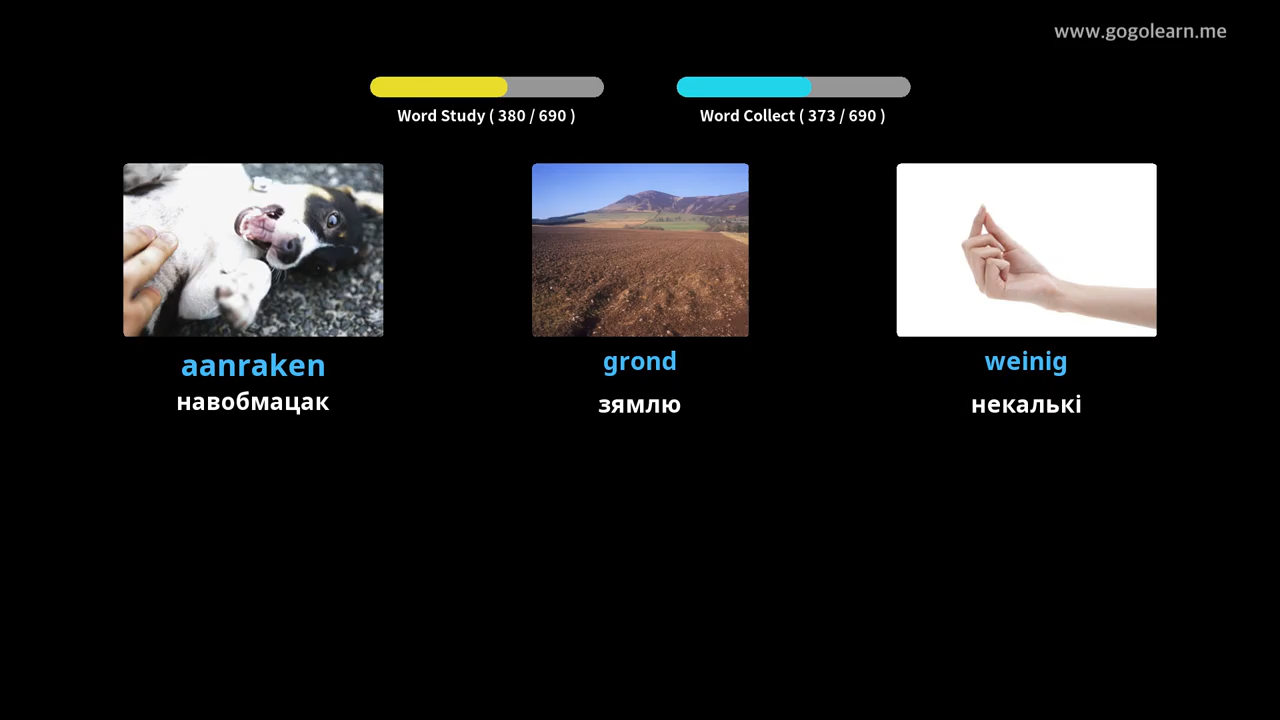 www.gogolearn.me
Word Study ( 380 / 690 )
Word Collect ( 373 / 690 )
aanraken
навобмацак
grond
зямлю
weinig
некалькі